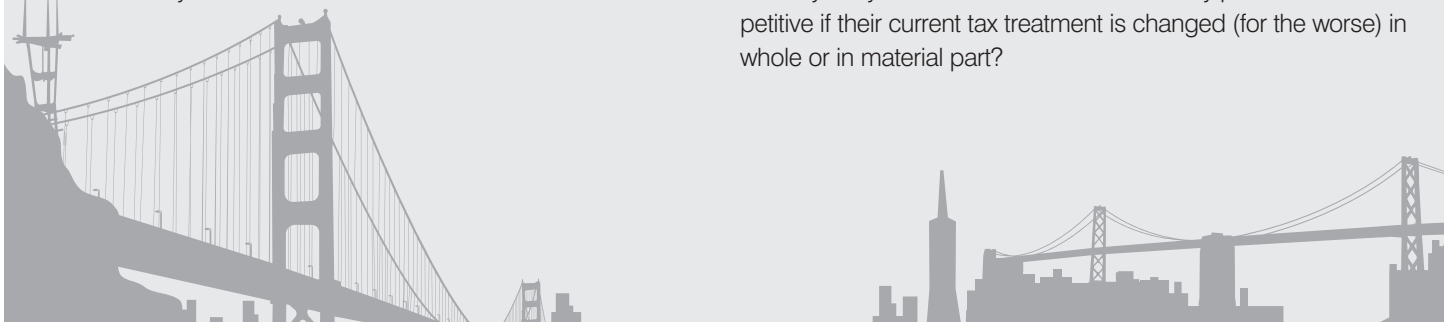 petitive if their current tax treatment is changed (for the worse) in
whole or in material part?